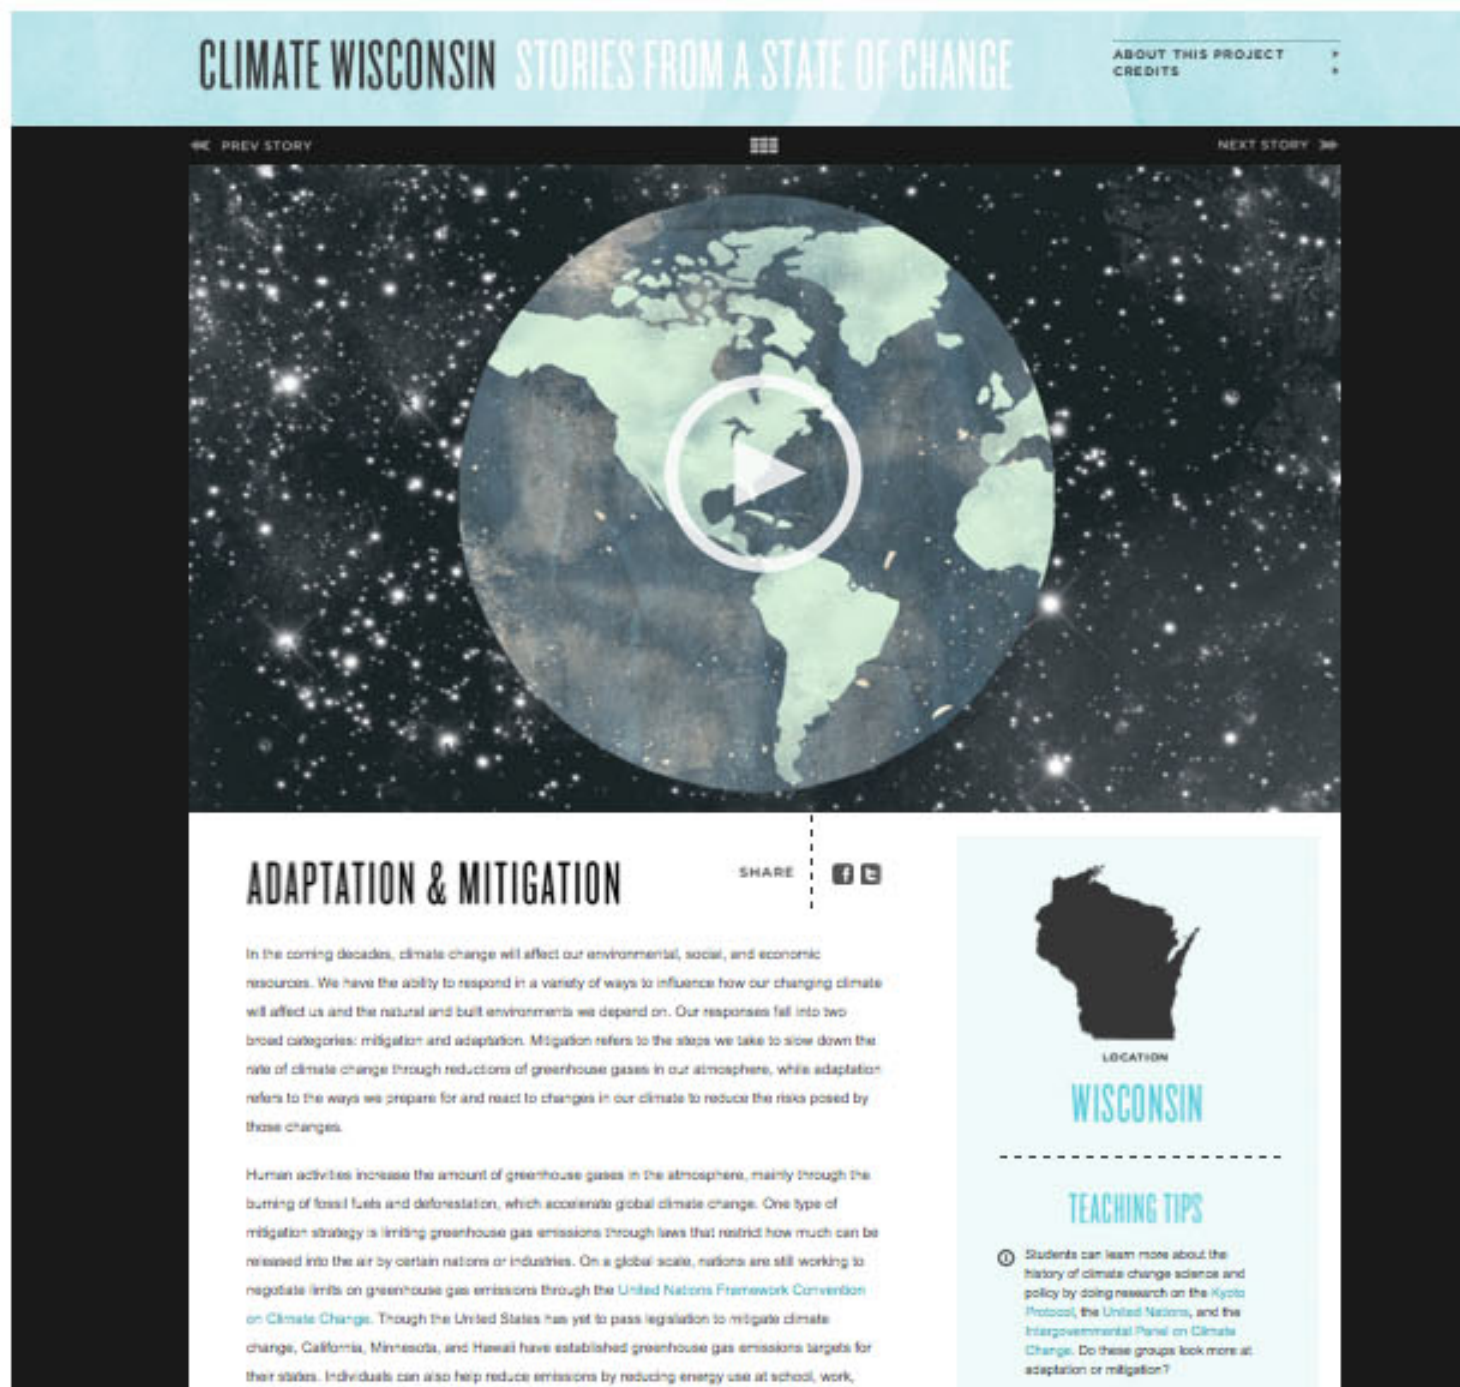 CLIMATE WISCONSIN STORIES FROM A STATE OF CHANGE
ABOUT THIS PROJECT
CREDITS
PREV STORY
NEXT STORY
ADAPTATION & MITIGATION
SHARE
In the coming decades, climate change will affect our environmental, social, and economic
resources. We have the ability to respond in a variety of ways to influence how our changing climate
will affect us and the natural and built environments we depend on. Our responses fall into two
broad categories: mitigation and adaptation. Mitigation refers to the steps we take to slow down the
rate of climate change through reductions of greenhouse gases in our atmosphere, while adaptation
refers to the ways we prepare for and react to changes in our climate to reduce the risks posed by
those changes.
Human activities increase the amount of greenhouse gases in the atmosphere, mainly through the
burning of fossil fuels and deforestation, which accelerate global climate change. One type of
mitigation strategy is limiting greenhouse gas emissions through laws that restrict how much can be
released into the air by certain nations or industries. On a global scale, nations are still working to
negotiate limits on greenhouse gas emissions through the United Nations Framework Convention
on Climate Change. Though the United States has yet to pass legislation to mitigate climate
change, California, Minnesota, and Hawaii have established greenhouse gas emissions targets for
their states. Individuals can also help reduce emissions by reducing energy use at school, work,
LOCATION
WISCONSIN
TEACHING TIPS
Students can learn more about the
history of climate change science and
policy by doing research on the Kyoto
Protocol, the United Nations, and the
Intergovernmental Panel on Climate
Change. Do these groups look more at
adaptation or mitigation?